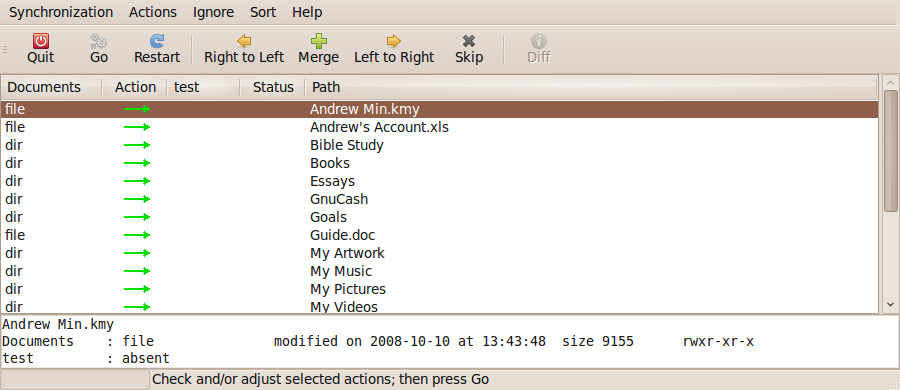 Synchronization Actions Ignore Sort Help
Quit Go Restart Right to Left Merge Left to Right Skip Diff
Documents Action test Status Path
file Andrew Min.kmy
file Andrew's Account.xls
dir Bible Study
dir Books
dir Essays
dir GnuCash
dir Goals
file Guide.doc
dir My Artwork
dir My Music
dir My Pictures
dir My Videos
Andrew Min.kmy
Documents : file modified on 2008-10-10 at 13:43:48 size 9155 rwxr-xr-x
test : absent
Check and/or adjust selected actions; then press Go